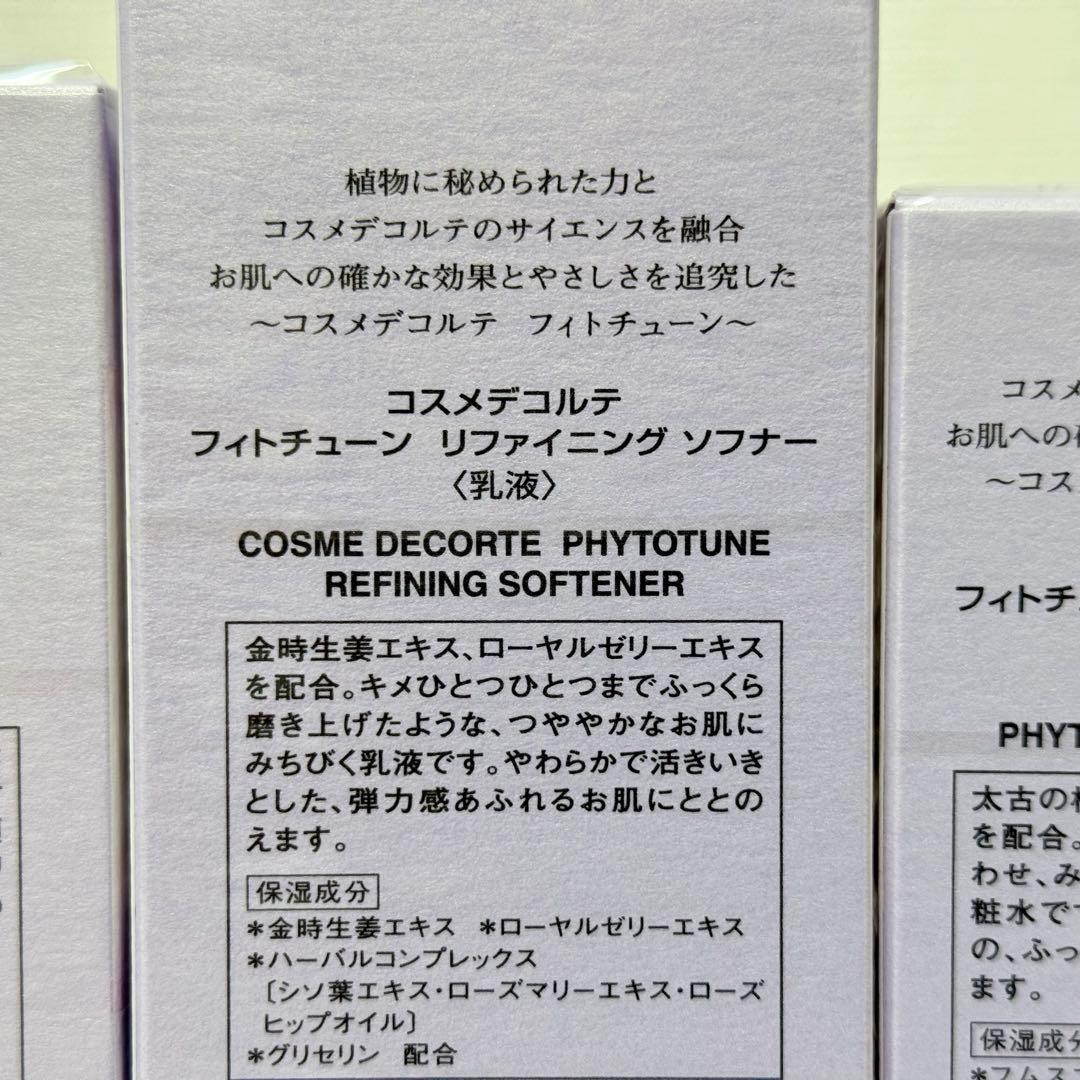 植物に秘められた力と
コスメデコルテのサイエンスを融合
お肌への確かな効果とやさしさを追究した
〜コスメデコルテ フィトチューン〜
コスメデコルテ
フィトチューン リファイニング ソフナー
〈乳液〉
COSME DECORTE PHYTOTUNE
REFINING SOFTENER
金時生姜エキス、ローヤルゼリーエキス
を配合。キメひとつひとつまでふっくら
磨き上げたような、つややかなお肌に
みちびく乳液です。やわらかで活きいき
とした、弾力感あふれるお肌にととの
えます。
保湿成分
*金時生姜エキス *ローヤルゼリーエキス
*ハーバルコンプレックス
〔シソ葉エキス・ローズマリーエキス・ローズ
ヒップオイル〕
*グリセリン 配合
コスメ
お肌への
〜コス
フィトチ
PHYT
太古の
を配合。
わせ、み
粧水で
の、ふっ
ます。
保湿成